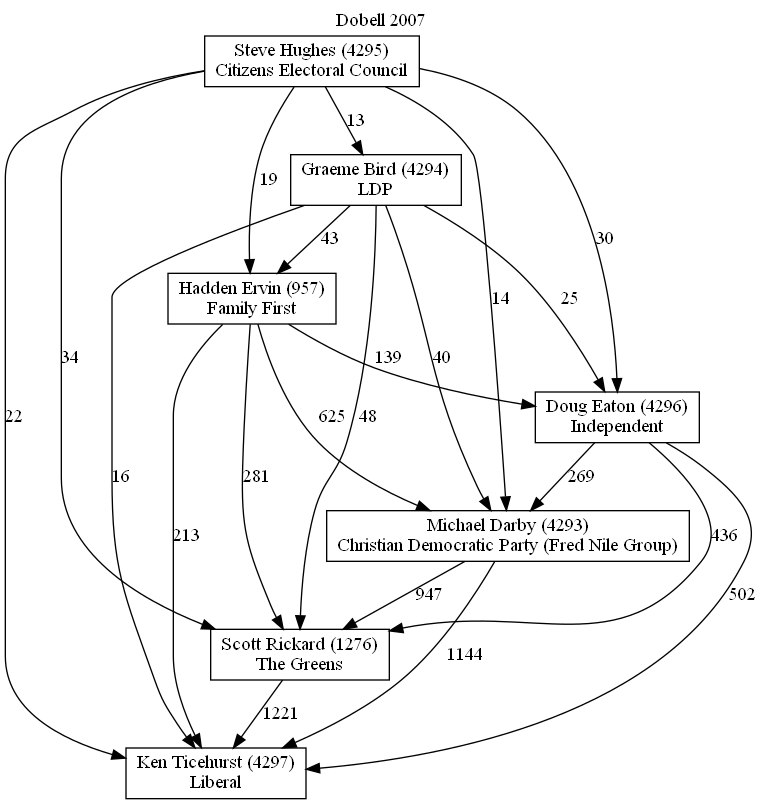 Dobell 2007
Steve Hughes (4295)
Citizens Electoral Council
13
Graeme Bird (4294)
LDP
19
43
30
Hadden Ervin (957)
Family First
14
25
34
139
40
Doug Eaton (4296)
Independent
22
625
48
16
281
269
213
Michael Darby (4293)
Christian Democratic Party (Fred Nile Group)
436
947
502
Scott Rickard (1276)
The Greens
1144
1221
Ken Ticehurst (4297)
Liberal